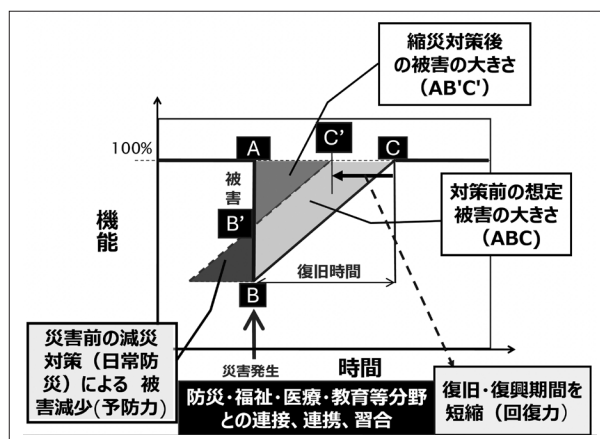 縮災対策後
の被害の大きさ
（AB'C'）
100%
A
C’
C
被害
B’
機能
対策前の想定
被害の大きさ
（ABC)
復旧時間
B
災害前の減災
対策（日常防
災）による 被
害減少(予防力)
災害発生
時間
防災・福祉・医療・教育等分野
との連接、連携、習合
復旧・復興期間を
短縮（回復力）